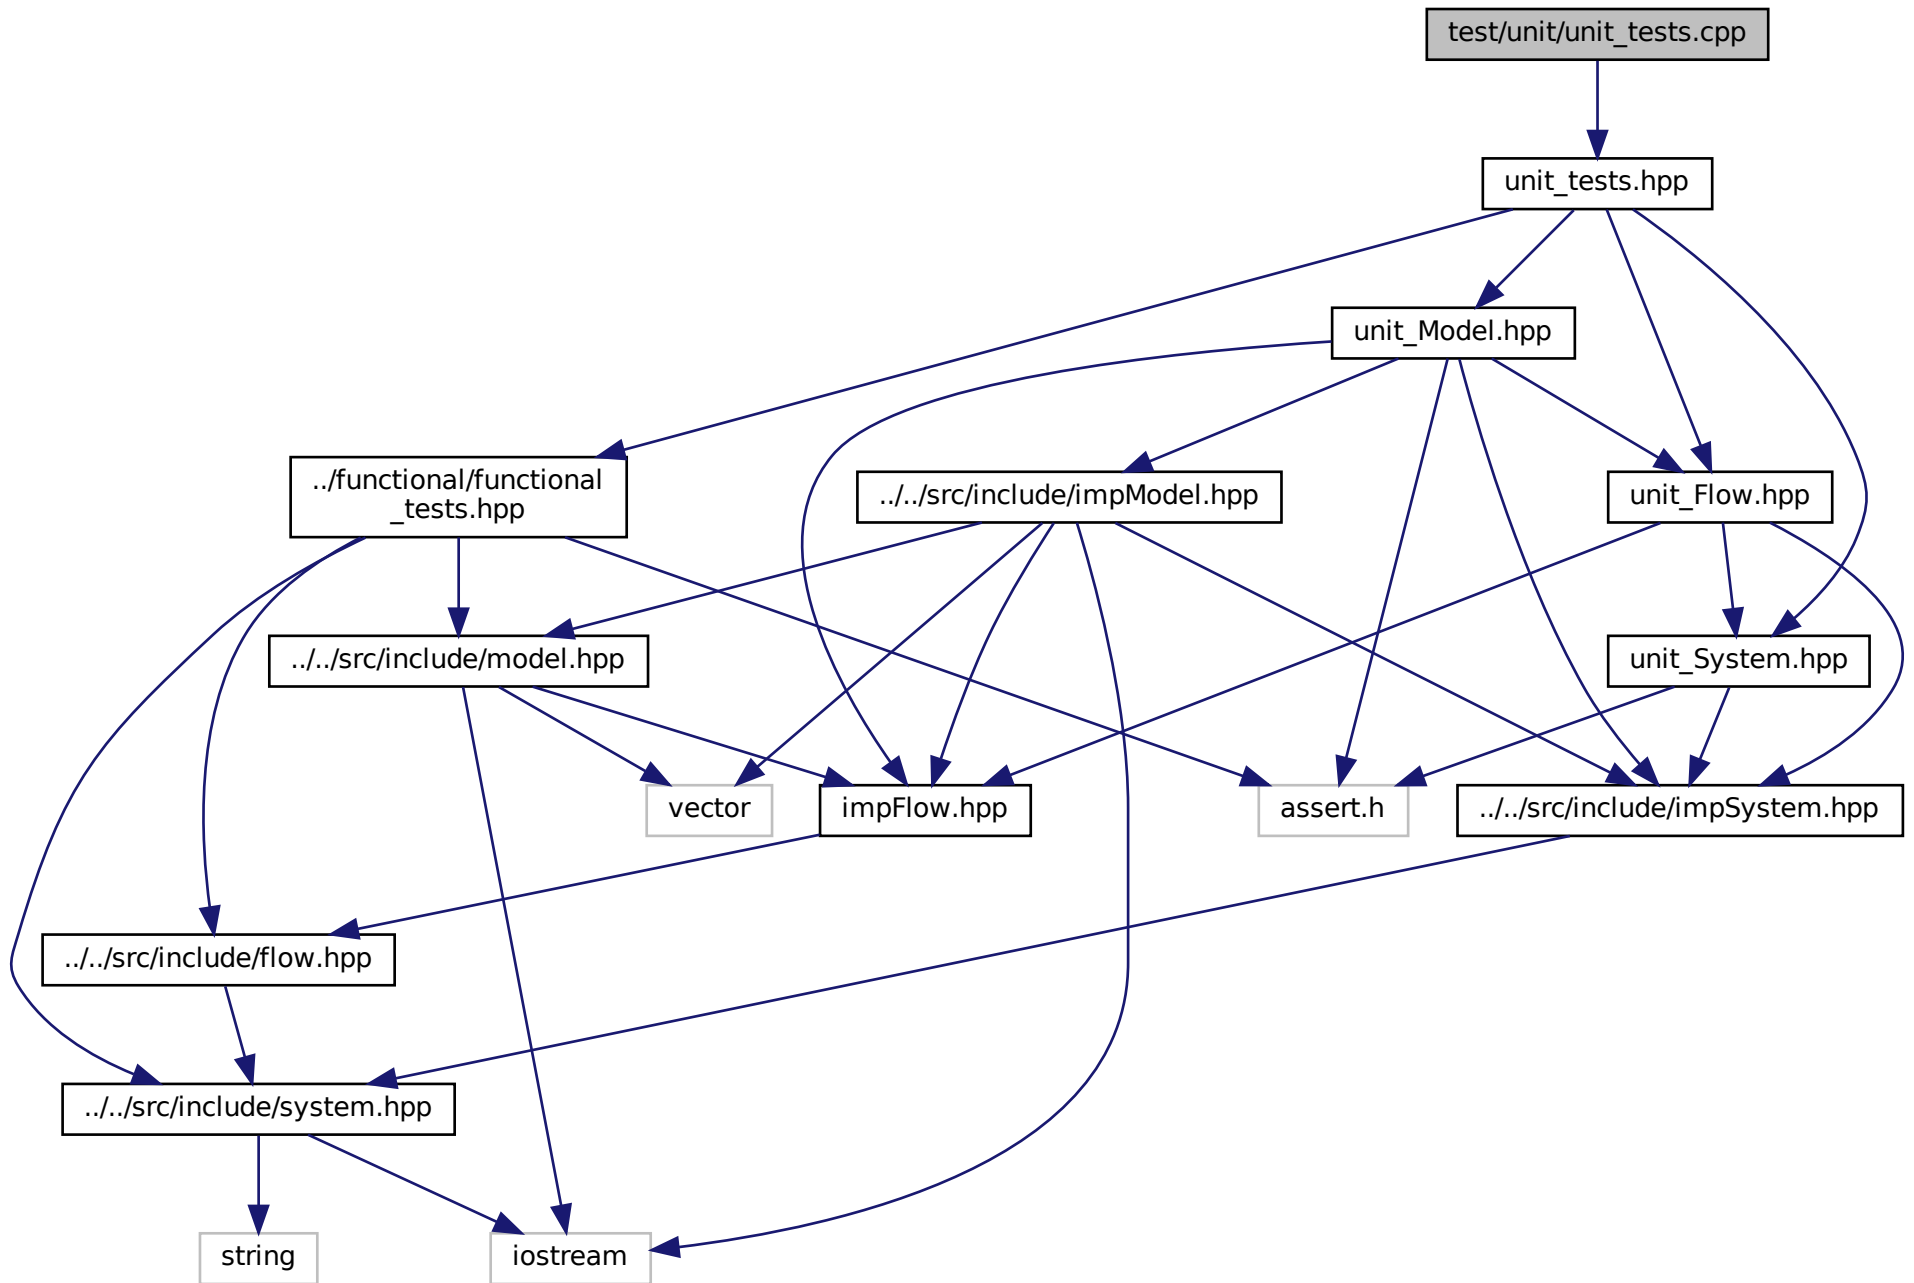 test/unit/unit_tests.cpp
unit_tests.hpp
unit_Model.hpp
../functional/functional
_tests.hpp
../../src/include/impModel.hpp
unit_Flow.hpp
../../src/include/model.hpp
unit_System.hpp
vector
impFlow.hpp
assert.h
../../src/include/impSystem.hpp
../../src/include/flow.hpp
../../src/include/system.hpp
string
iostream